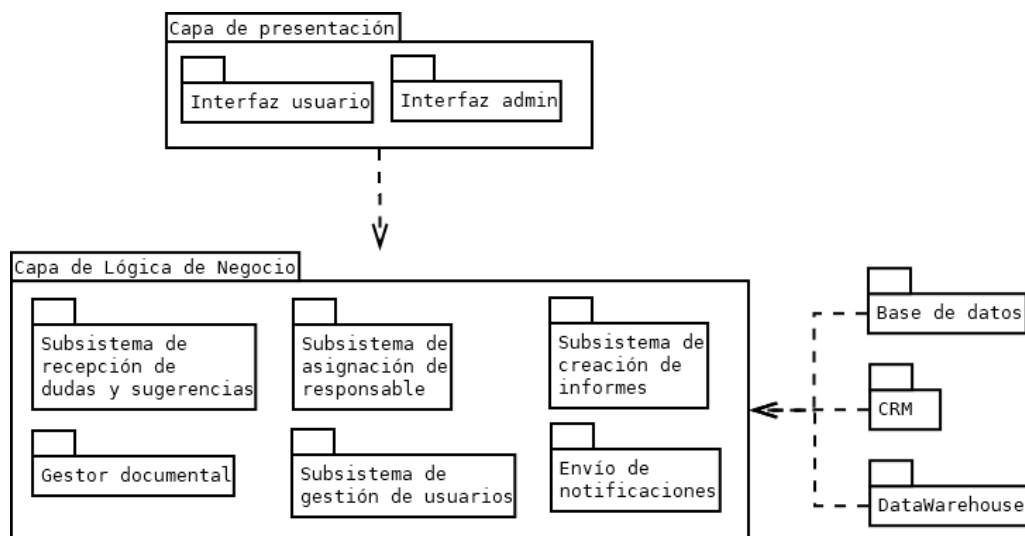 Capa de presentación
Interfaz usuario
Interfaz admin
Capa de Lógica de Negocio
Subsistema de
recepción de
dudas y sugerencias
Subsistema de
asignación de
responsable
Subsistema de
creación de
informes
Gestor documental
Subsistema de
gestión de usuarios
Envío de
notificaciones
Base de datos
CRM
DataWarehouse